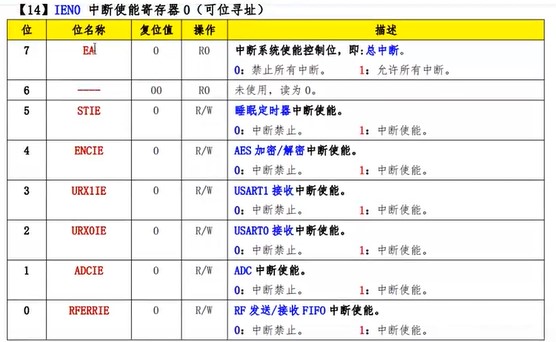 【14】IEN0 中断使能寄存器 0（可位寻址）
位 位名称 复位值 操作 描述
7 EA 0 R0 中断系统使能控制位，即:总中断。
0：禁止所有中断。 1：允许所有中断。
6 ---- 00 R0 未使用，读为 0。
5 STIE 0 R/W 睡眠定时器中断使能。
0：中断禁止。 1：中断使能。
4 ENCIE 0 R/W AES 加密/解密中断使能。
0：中断禁止。 1：中断使能。
3 URX1IE 0 R/W USART1 接收中断使能。
0：中断禁止。 1：中断使能。
2 URX0IE 0 R/W USART0 接收中断使能。
0：中断禁止。 1：中断使能。
1 ADCIE 0 R/W ADC 中断使能。
0：中断禁止。 1：中断使能。
0 RFERRIE 0 R/W RF 发送/接收 FIFO 中断使能。
0：中断禁止。 1：中断使能。